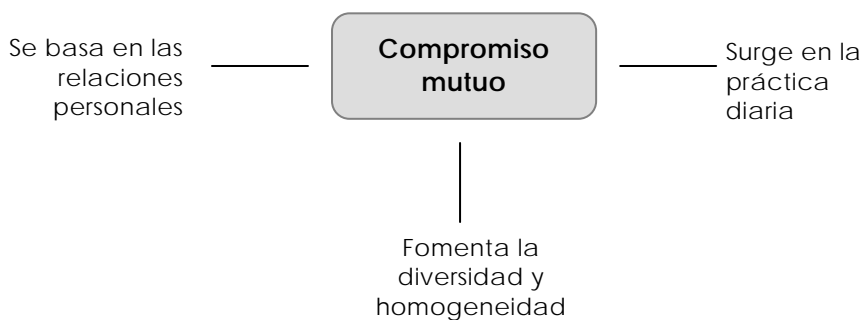 Se basa en las
relaciones
personales
Compromiso
mutuo
Surge en la
práctica
diaria
Fomenta la
diversidad y
homogeneidad